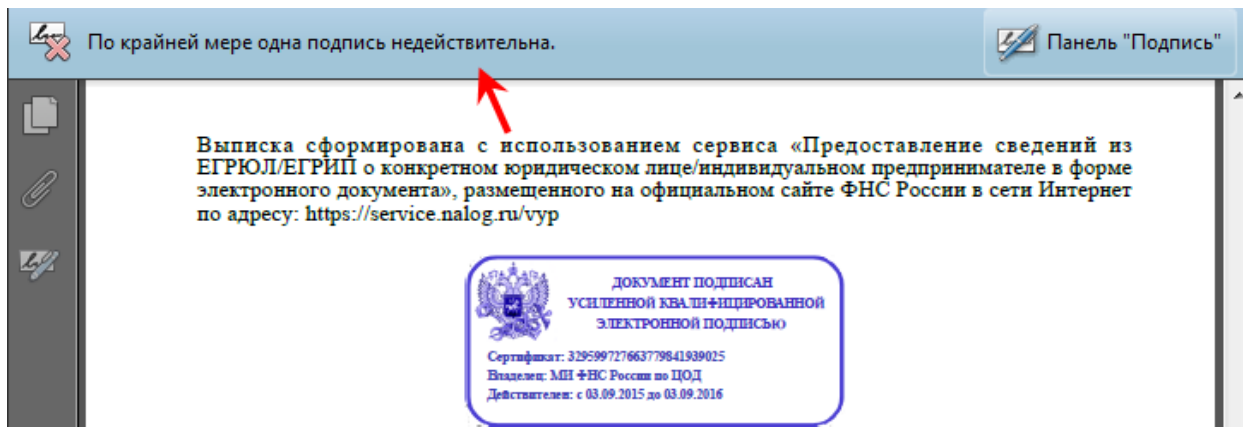 По крайней мере одна подпись недействительна.
Панель "Подпись"
Выписка сформирована с использованием сервиса «Предоставление сведений из
ЕГРЮЛ/ЕГРИП о конкретном юридическом лице/индивидуальном предпринимателе в форме
электронного документа», размещенного на официальном сайте ФНС России в сети Интернет
по адресу: https://service.nalog.ru/vyp
ДОКУМЕНТ ПОДПИСАН
УСИЛЕННОЙ КВАЛИФИЦИРОВАННОЙ
ЭЛЕКТРОННОЙ ПОДПИСЬЮ
Сертификат: 329599727663779841939025
Владелец: МИ ФНС России по ЦОД
Действителен: с 03.09.2015 до 03.09.2016